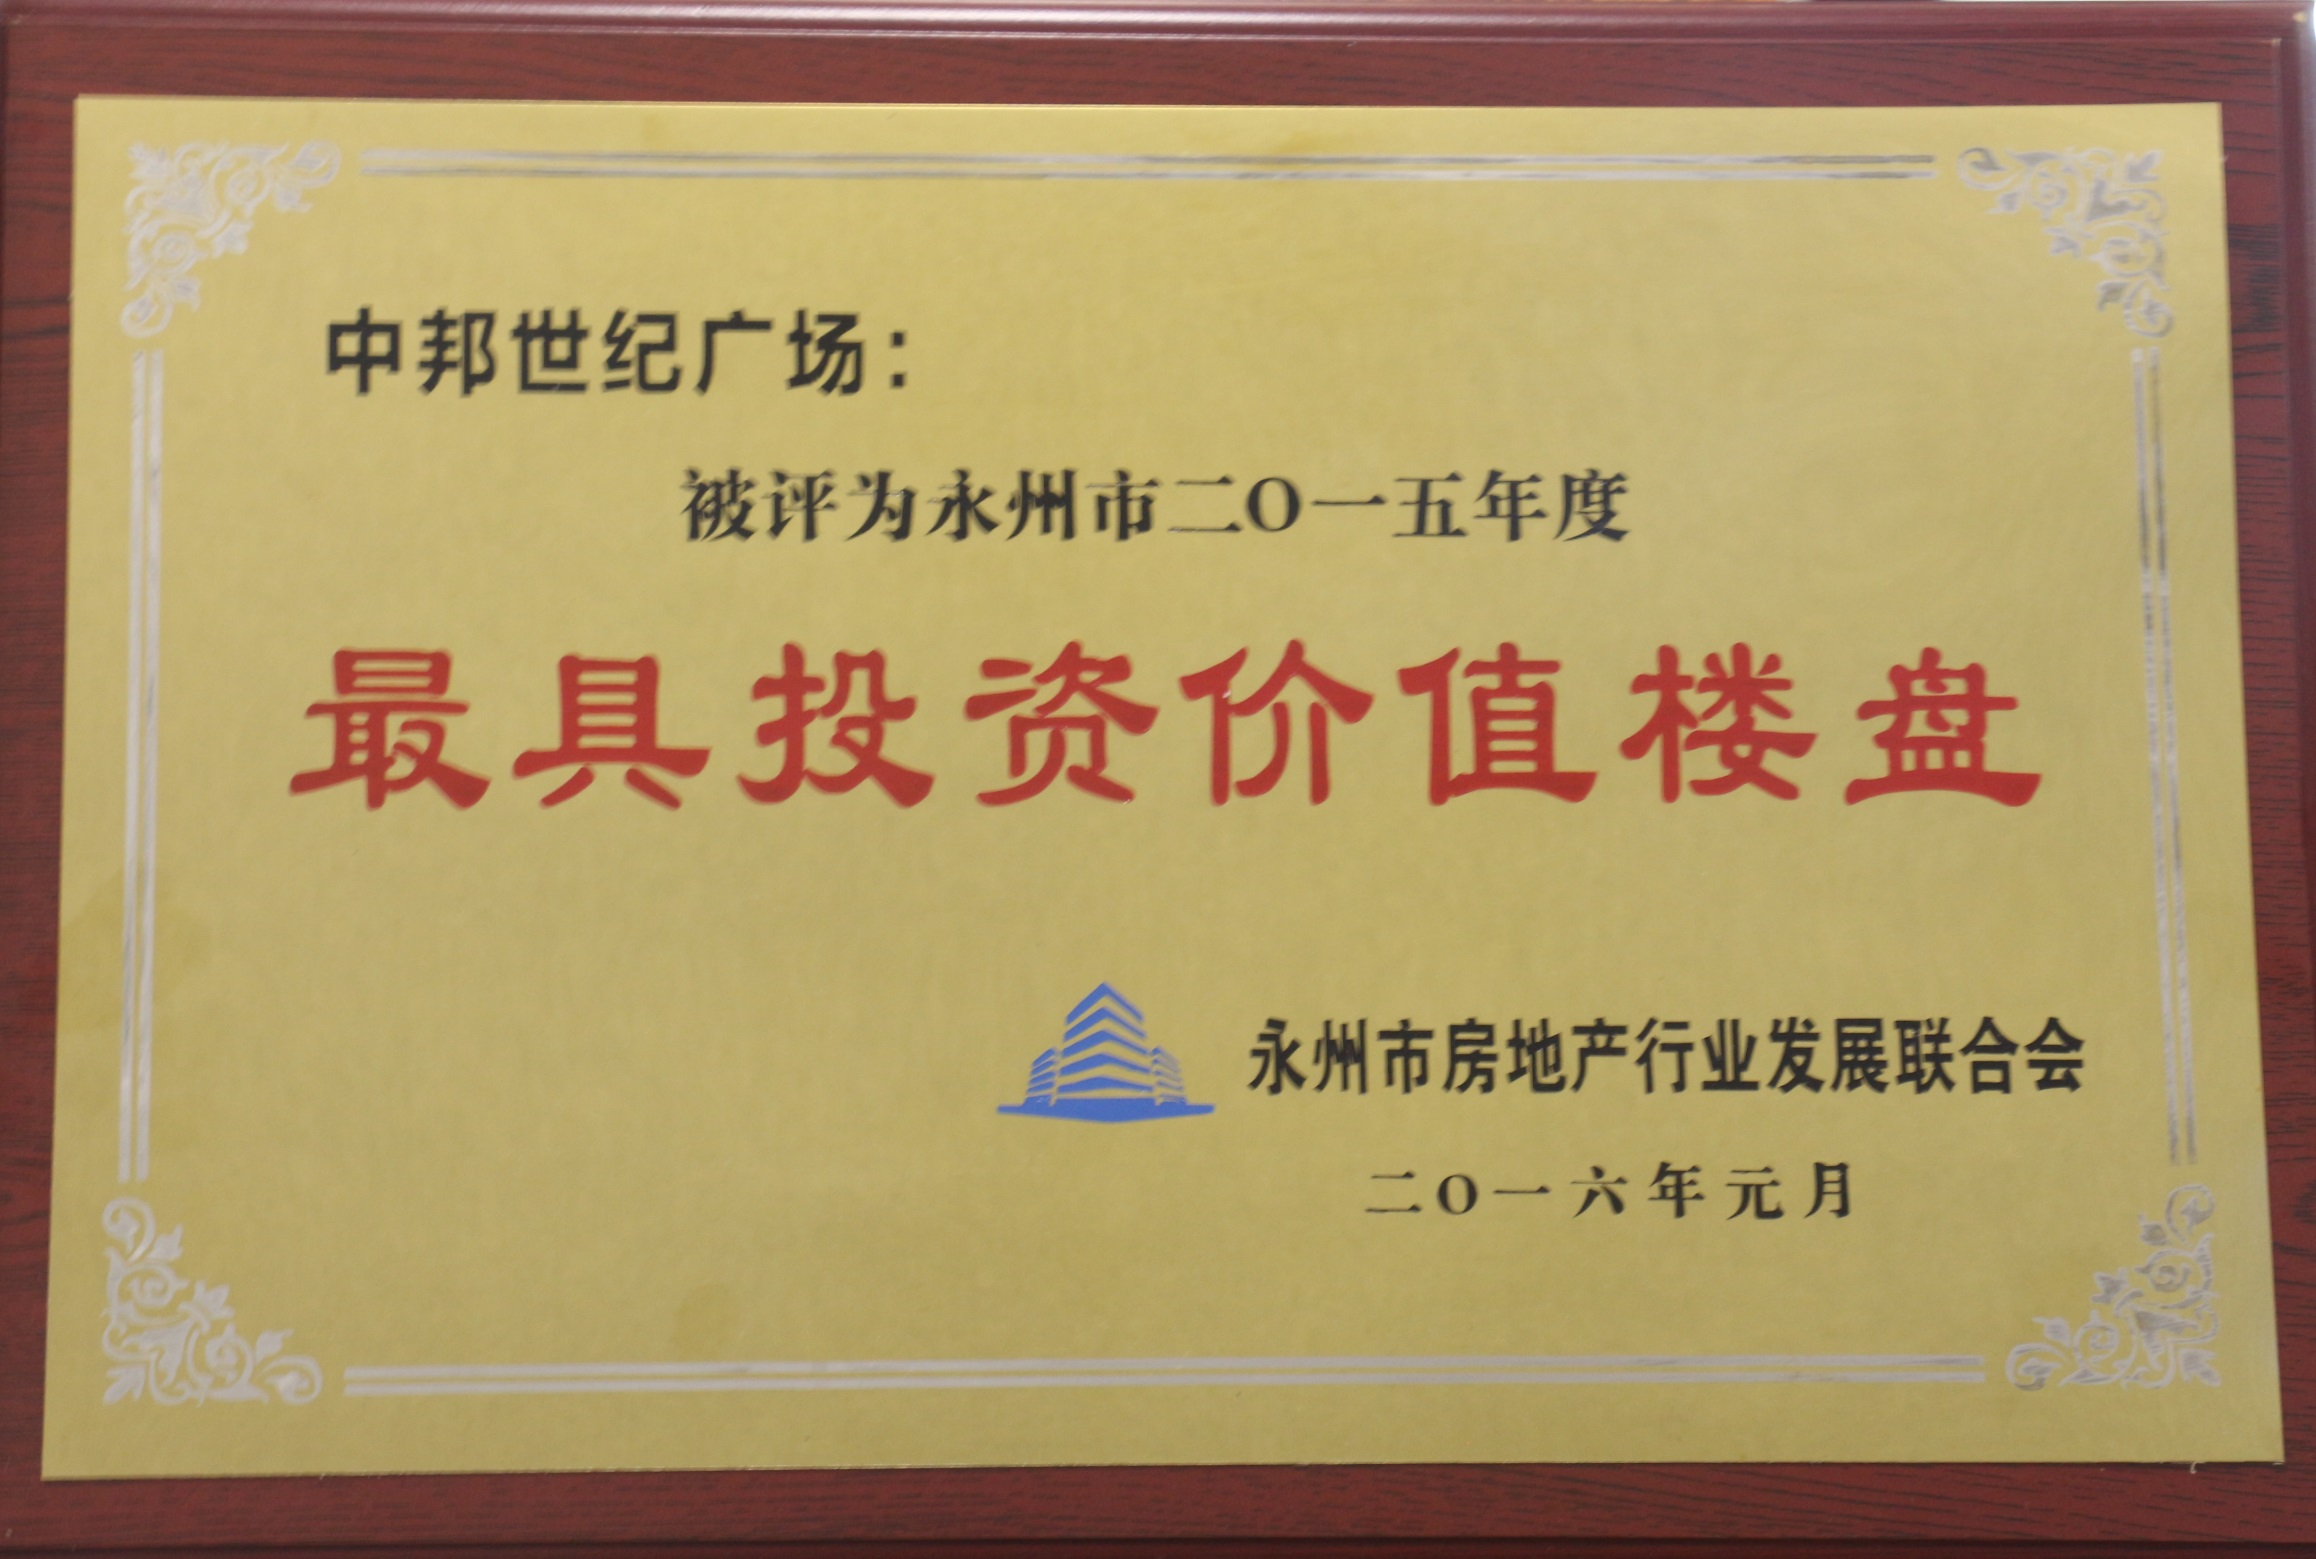 中邦世纪广场：
被评为永州市二〇一五年度
最具投资价值楼盘
永州市房地产行业发展联合会
二〇一六年元月